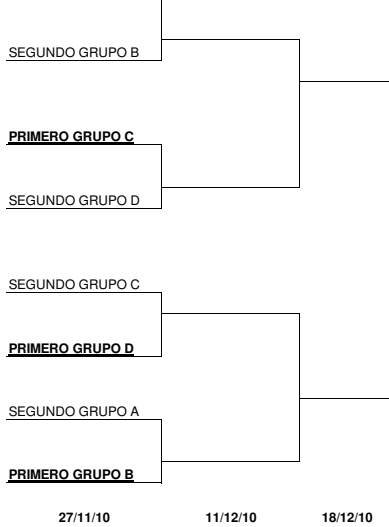 SEGUNDO GRUPO B
PRIMERO GRUPO C
SEGUNDO GRUPO D
SEGUNDO GRUPO C
PRIMERO GRUPO D
SEGUNDO GRUPO A
PRIMERO GRUPO B
27/11/10 11/12/10 18/12/10